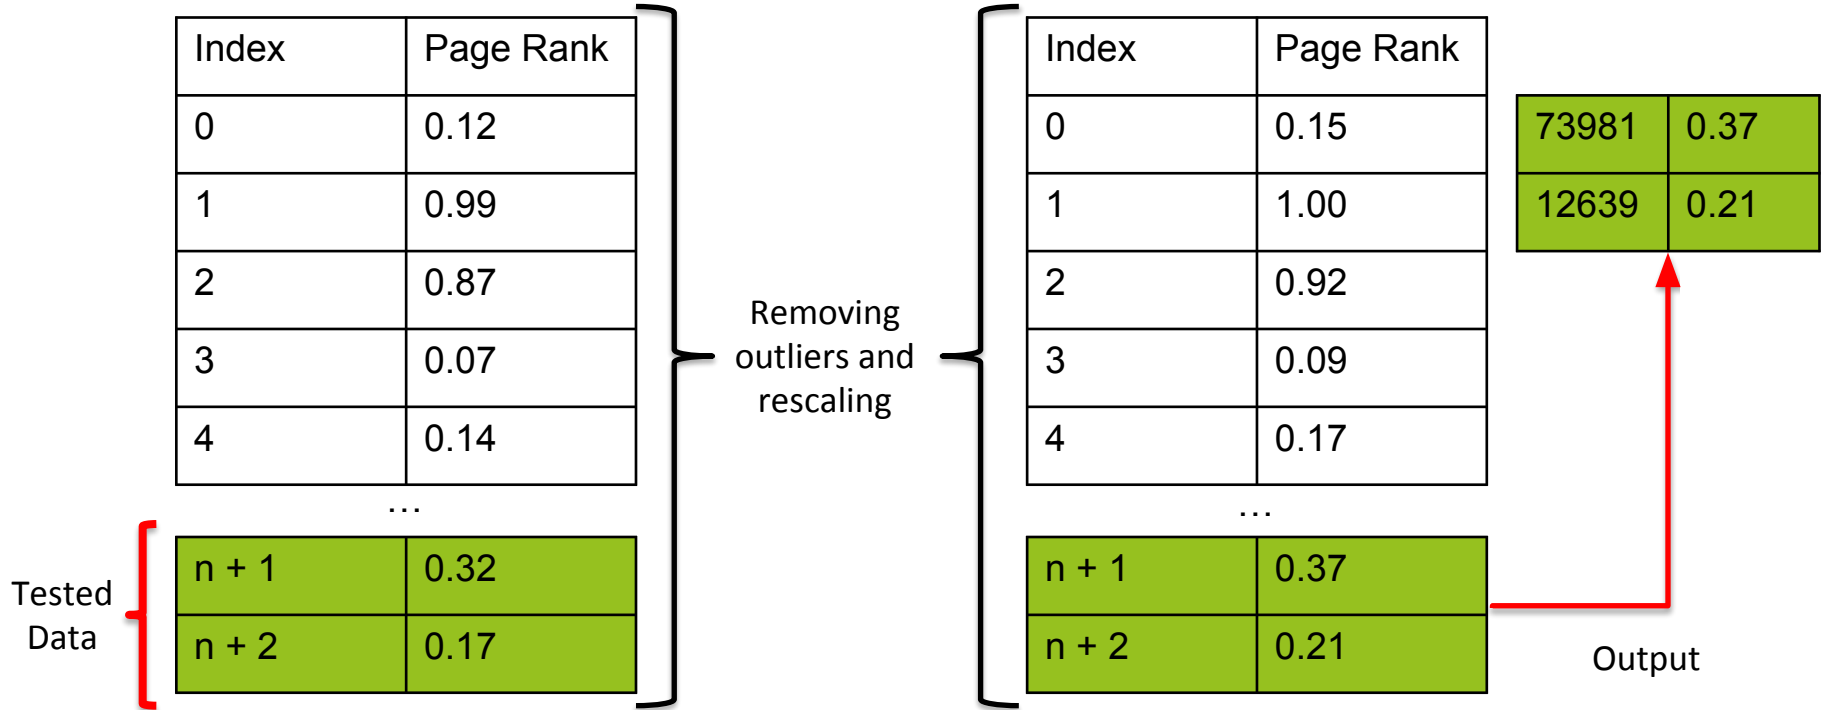 Index Page Rank
0 0.12
1 0.99
2 0.87
3 0.07
4 0.14
...
Tested
Data
n + 1 0.32
n + 2 0.17
Removing
outliers and
rescaling
Index Page Rank
0 0.15
1 1.00
2 0.92
3 0.09
4 0.17
...
n + 1 0.37
n + 2 0.21
73981 0.37
12639 0.21
Output